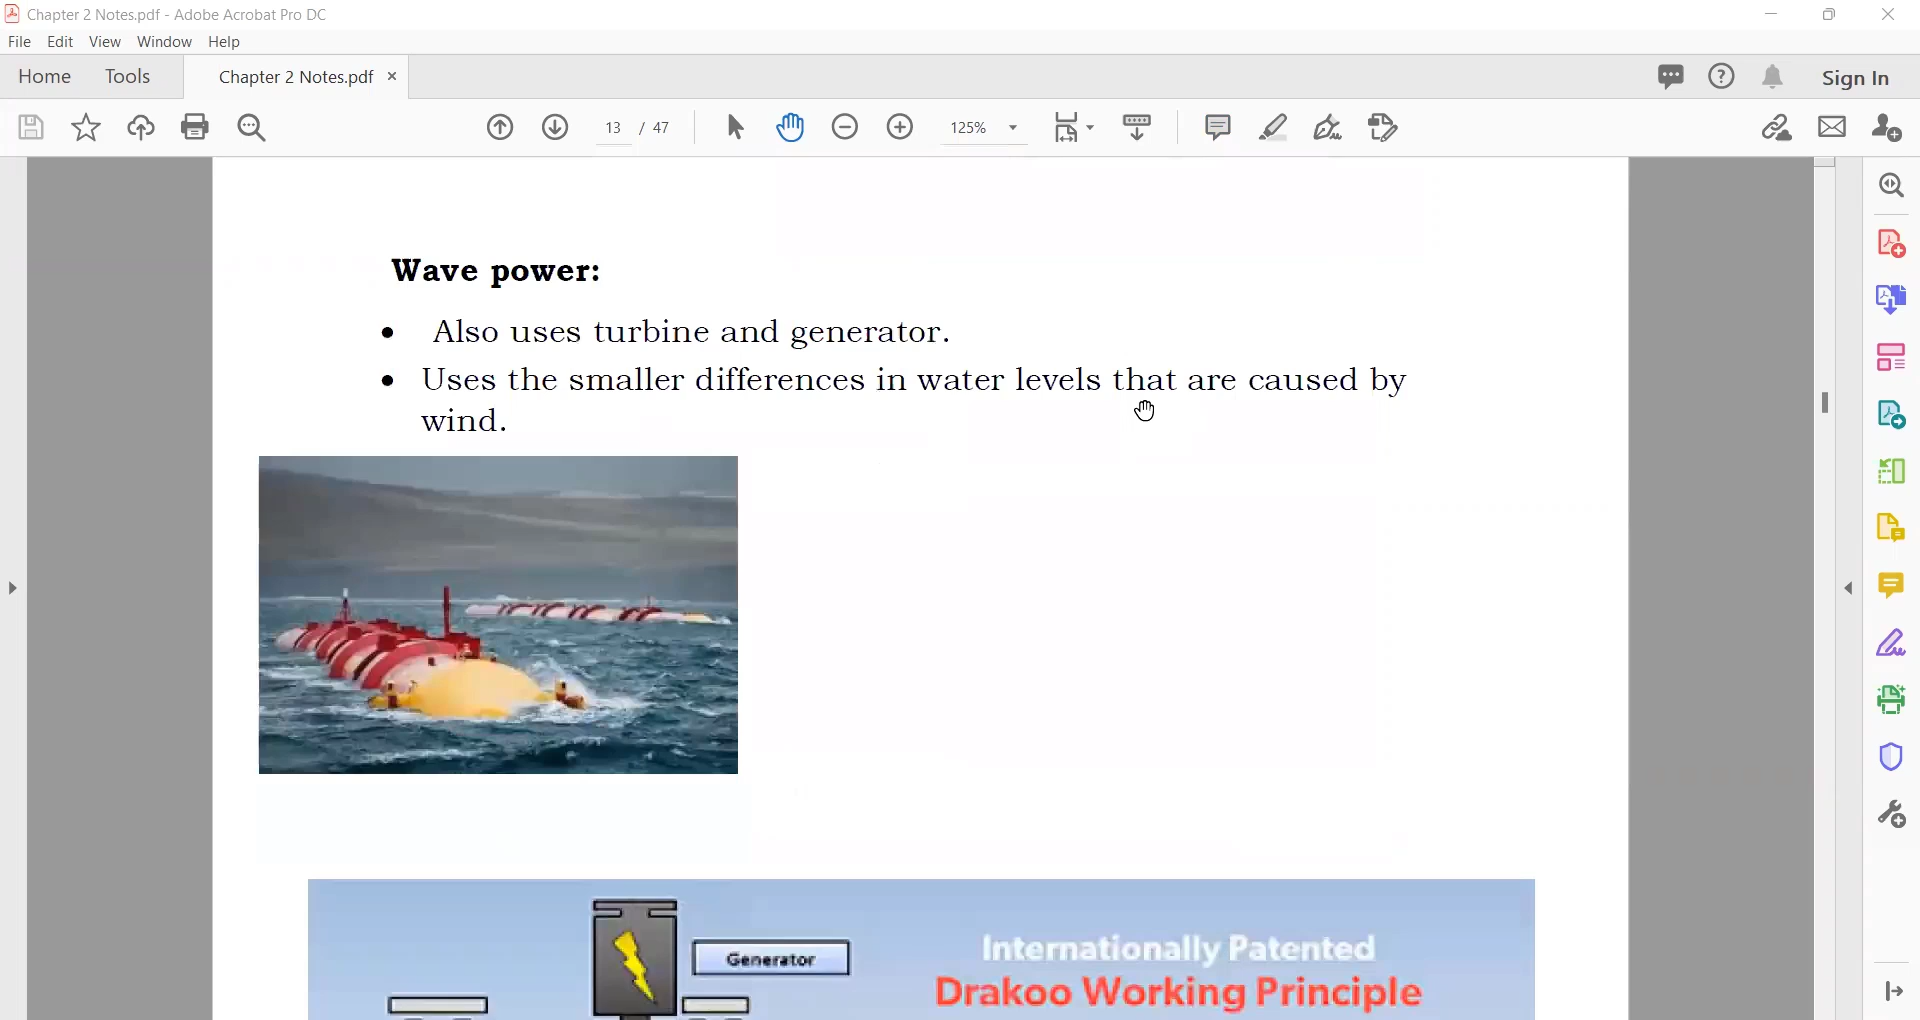 Chapter 2 Notes.pdf - Adobe Acrobat Pro DC
File Edit View Window Help
Home Tools Chapter 2 Notes.pdf × Sign In
13 / 47 125%
Wave power:
• Also uses turbine and generator.
• Uses the smaller differences in water levels that are caused by
wind.
Generator
Internationally Patented
Drakoo Working Principle